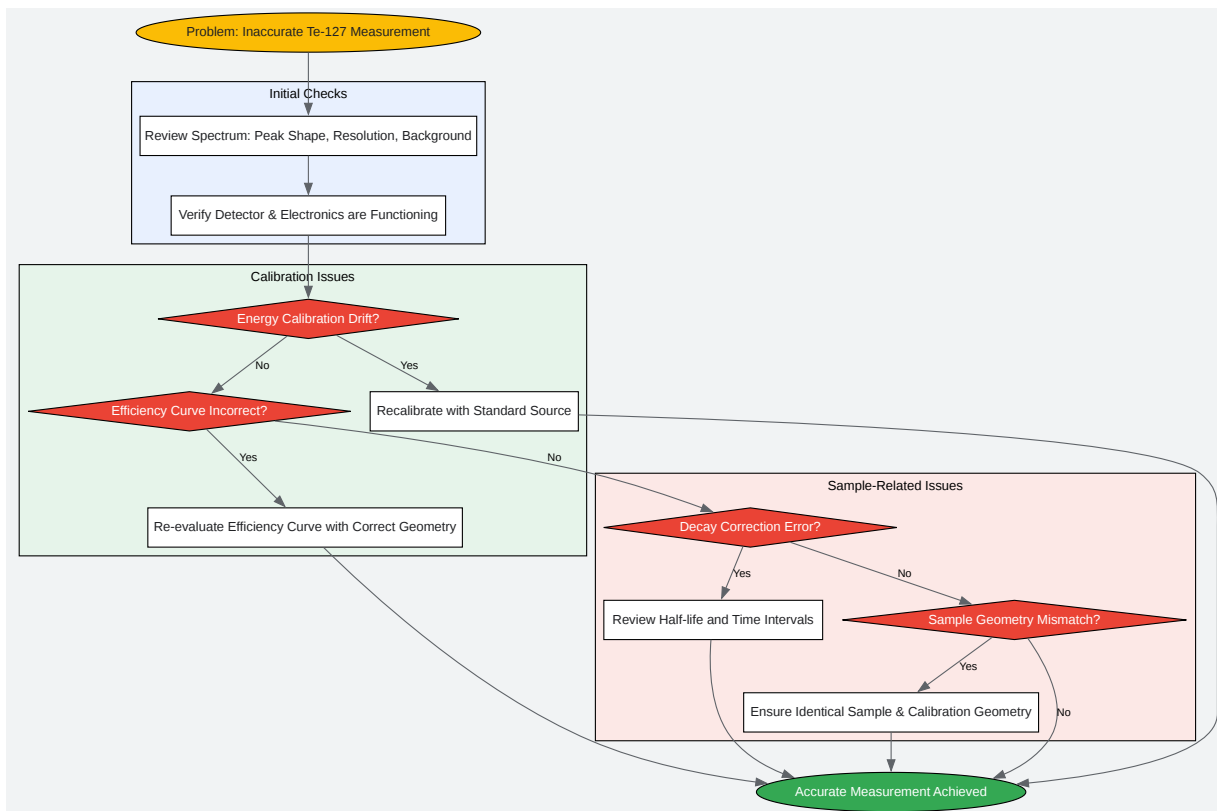 Problem: Inaccurate Te-127 Measurement
Initial Checks
Review Spectrum: Peak Shape, Resolution, Background
Verify Detector & Electronics are Functioning
Calibration Issues
Energy Calibration Drift?
No
Yes
Efficiency Curve Incorrect?
Recalibrate with Standard Source
Yes
No
Re-evaluate Efficiency Curve with Correct Geometry
Sample-Related Issues
Decay Correction Error?
Yes
No
Review Half-life and Time Intervals
Sample Geometry Mismatch?
Yes
No
Ensure Identical Sample & Calibration Geometry
Accurate Measurement Achieved